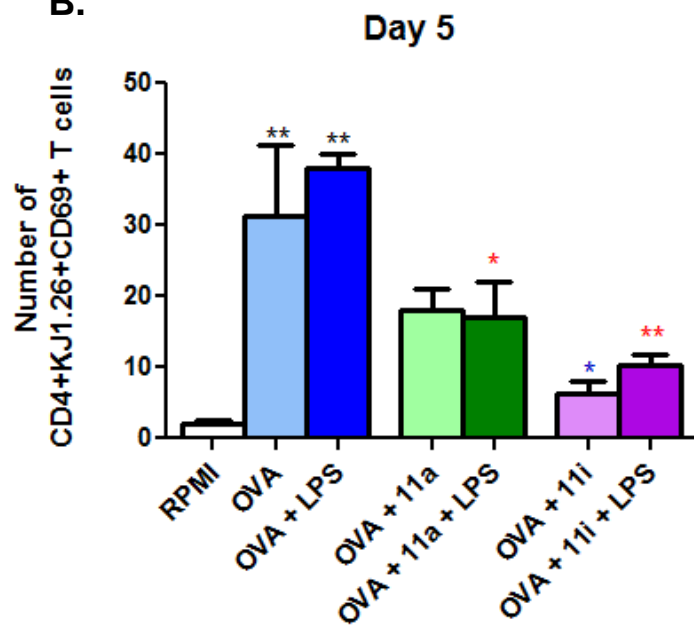 B.
Day 5
Number of
CD4+KJ1.26+CD69+ T cells
50
40
30
20
10
0
** 
**
*
*
**
RPMI
OVA
OVA + LPS
OVA + 11a
OVA + 11a + LPS
OVA + 11i
OVA + 11i + LPS